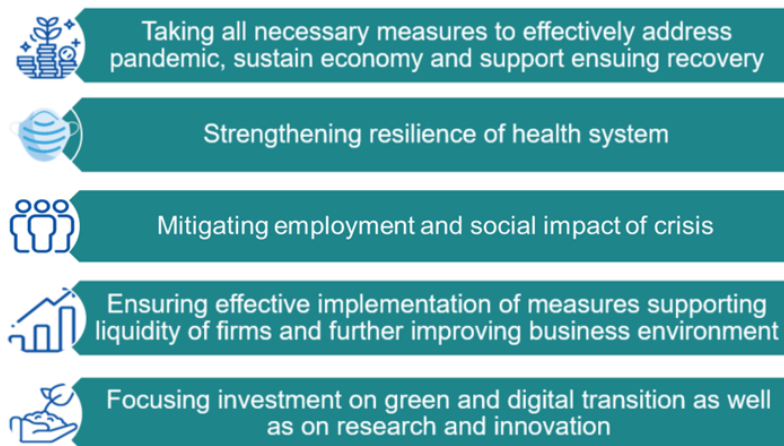 Taking all necessary measures to effectively address
pandemic, sustain economy and support ensuing recovery
Strengthening resilience of health system
Mitigating employment and social impact of crisis
Ensuring effective implementation of measures supporting
liquidity of firms and further improving business environment
Focusing investment on green and digital transition as well
as on research and innovation